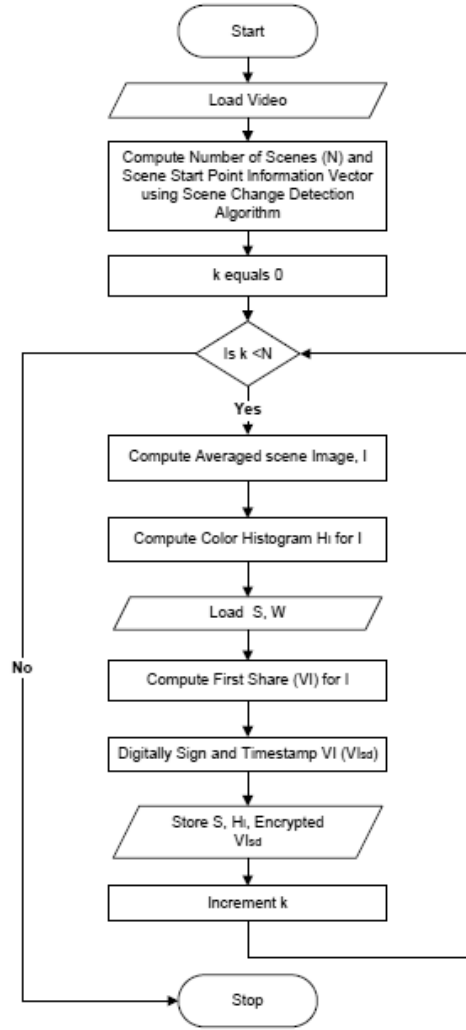 Start
Load Video
Compute Number of Scenes (N) and
Scene Start Point Information Vector
using Scene Change Detection
Algorithm
k equals 0
Is k <N
Yes
Compute Averaged scene Image, I
Compute Color Histogram HI for I
Load S, W
No
Compute First Share (VI) for I
Digitally Sign and Timestamp VI (VIsd)
Store S, HI, Encrypted
VIsd
Increment k
Stop